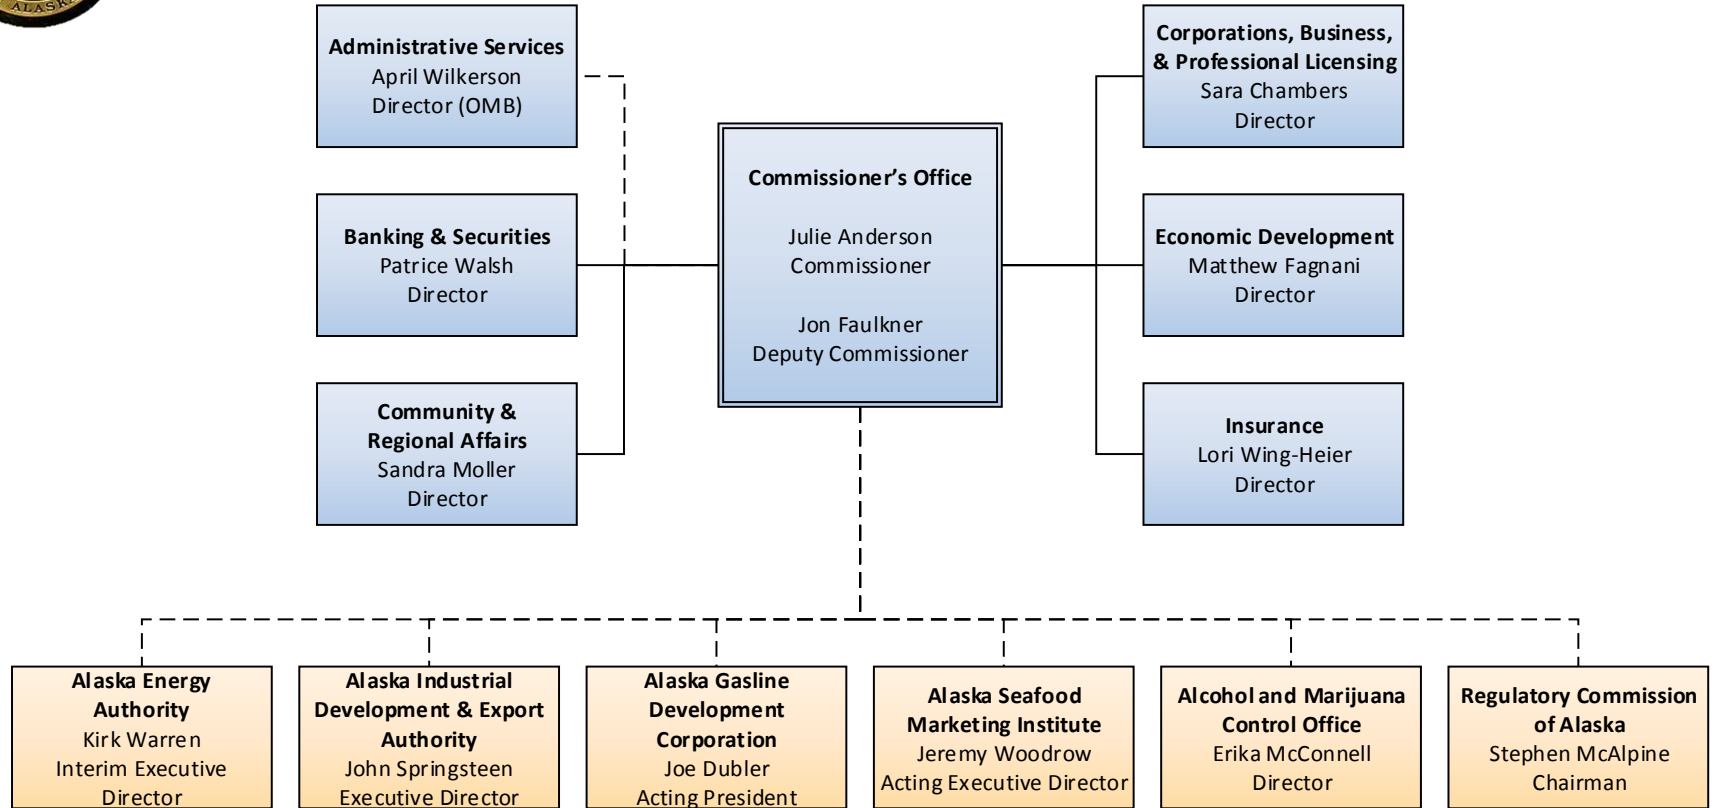 ALASKA
Administrative Services
April Wilkerson
Director (OMB)
Corporations, Business,
& Professional Licensing
Sara Chambers
Director
Commissioner's Office
Julie Anderson
Commissioner
Jon Faulkner
Deputy Commissioner
Banking & Securities
Patrice Walsh
Director
Economic Development
Matthew Fagnani
Director
Community &
Regional Affairs
Sandra Moller
Director
Insurance
Lori Wing-Heier
Director
Alaska Energy
Authority
Kirk Warren
Interim Executive
Director
Alaska Industrial
Development & Export
Authority
John Springsteen
Executive Director
Alaska Gasline
Development
Corporation
Joe Dubler
Acting President
Alaska Seafood
Marketing Institute
Jeremy Woodrow
Acting Executive Director
Alcohol and Marijuana
Control Office
Erika McConnell
Director
Regulatory Commission
of Alaska
Stephen McAlpine
Chairman